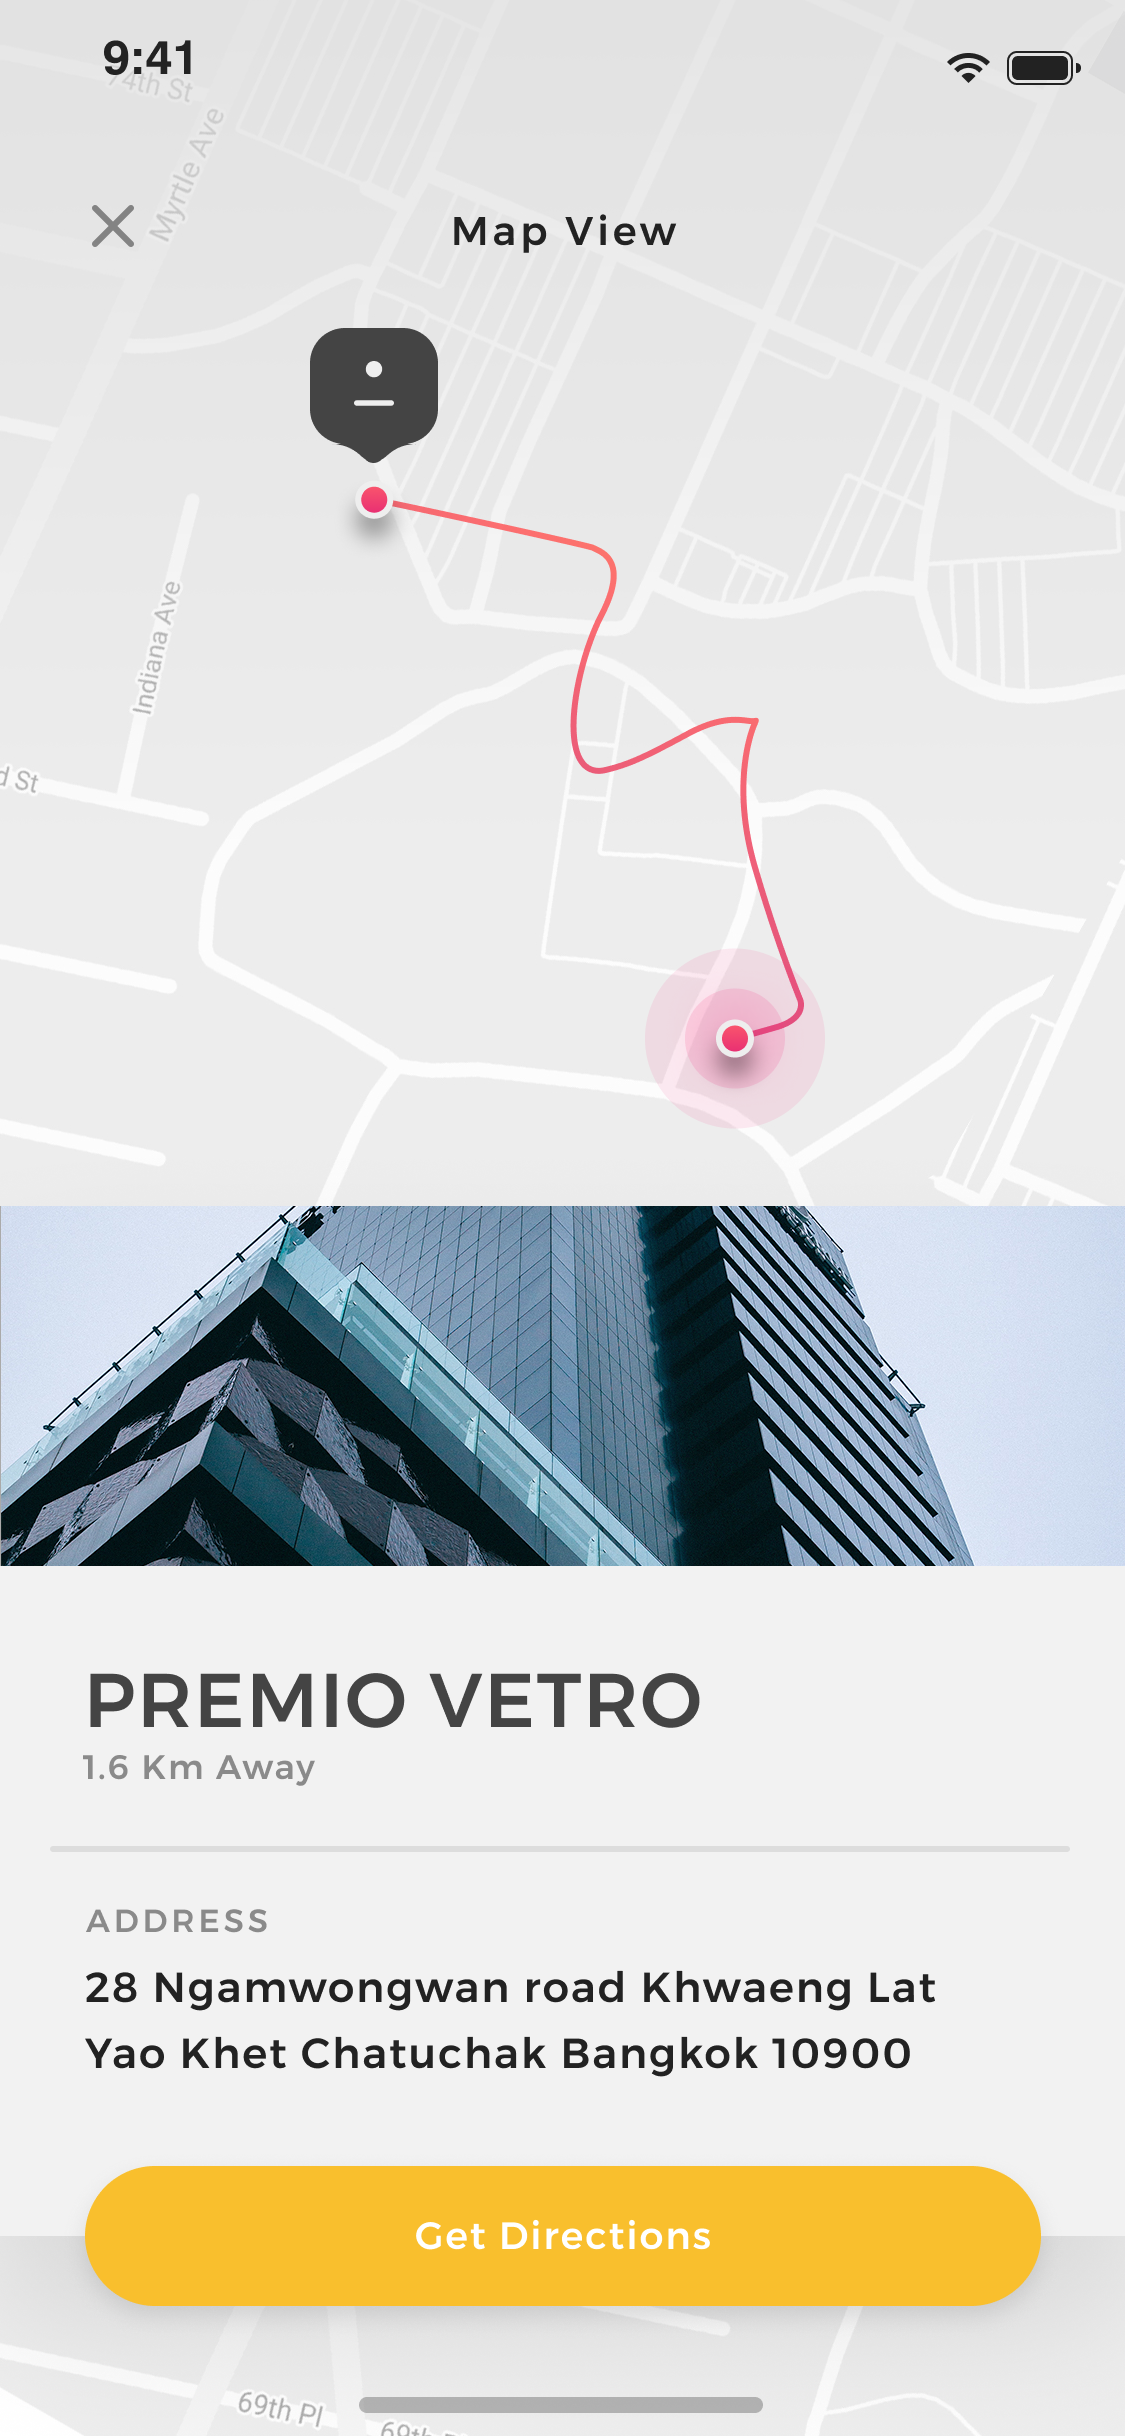 9:41
74th St
Myrtle Ave
Map View
Indiana Ave
d St
PREMIO VETRO
1.6 Km Away
ADDRESS
28 Ngamwongwan road Khwaeng Lat
Yao Khet Chatuchak Bangkok 10900
Get Directions
69th Pl
69th